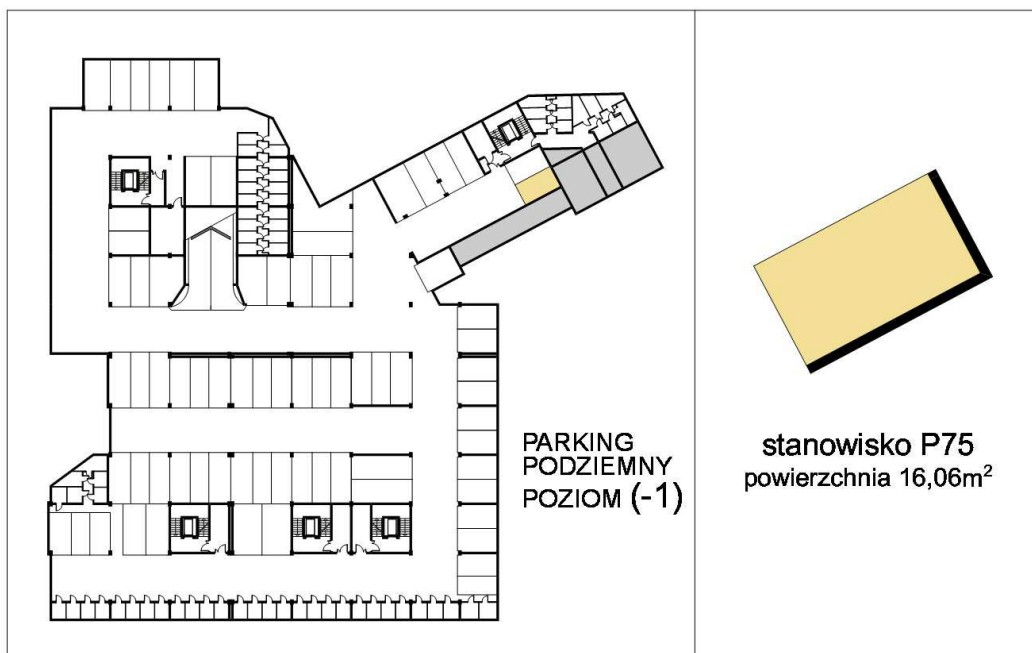 PARKING
PODZIEMNY
POZIOM (-1)
stanowisko P75
powierzchnia 16,06m²